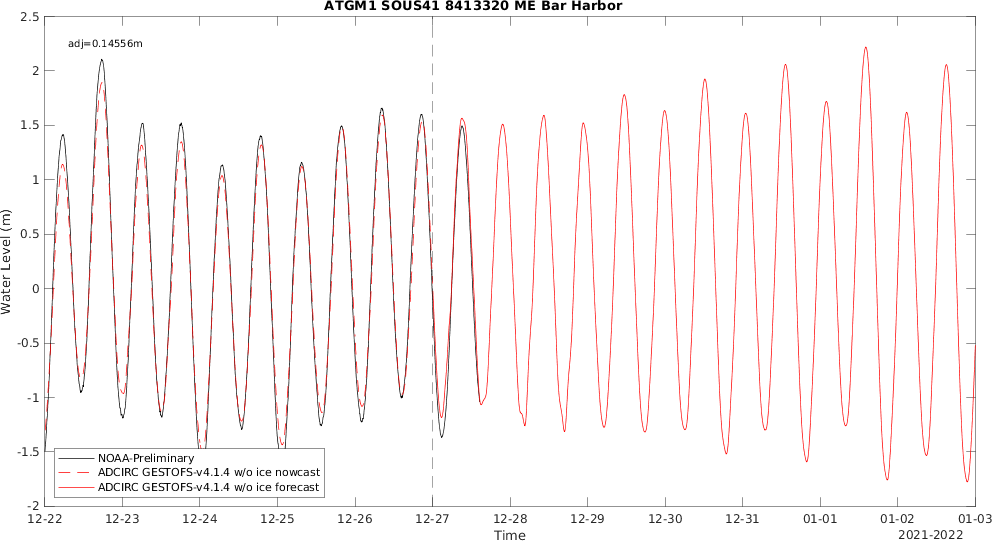 ATGM1 SOUS41 8413320 ME Bar Harbor
2.5
adj=0.14556m
2
1.5
1
0.5
0
-0.5
-1
-1.5
-2
Water Level (m)
NOAA-Preliminary
ADCIRC GESTOFS-v4.1.4 w/o ice nowcast
ADCIRC GESTOFS-v4.1.4 w/o ice forecast
12-22 12-23 12-24 12-25 12-26 12-27 12-28 12-29 12-30 12-31 01-01 01-02 01-03
Time
2021-2022